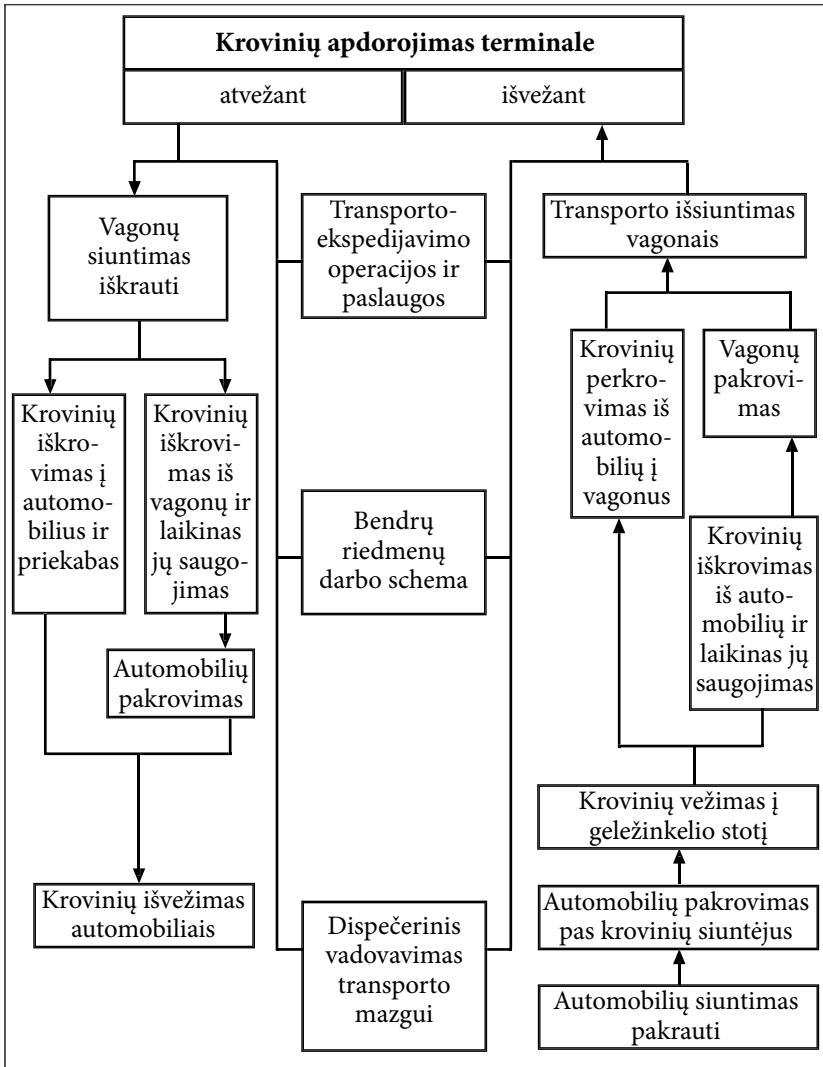 Krovinių apdorojimas terminale
atvežant
išvežant
Vagonų
siuntimas
iškrauti
Krovinių
iškro-
vimas į
automo-
bilius ir
priekabas
Krovinių
iškrovi-
mas iš
vagonų ir
laikinas
jų saugo-
jimas
Automobilių
pakrovimas
Krovinių išvežimas
automobiliais
Transporto-
ekspedijavimo
operacijos ir
paslaugos
Bendrų
riedmenų
darbo schema
Dispečerinis
vadovavimas
transporto
mazgui
Transporto išsiuntimas
vagonais
Krovinių
perkro-
vimas iš
automo-
bilių į
vagonus
Vagonų
pakrovi-
mas
Krovinių
iškrovimas
iš auto-
mobilių ir
laikinas jų
saugojimas
Krovinių vežimas į
geležinkelio stotį
Automobilių pakrovimas
pas krovinių siuntėjus
Automobilių siuntimas
pakrauti